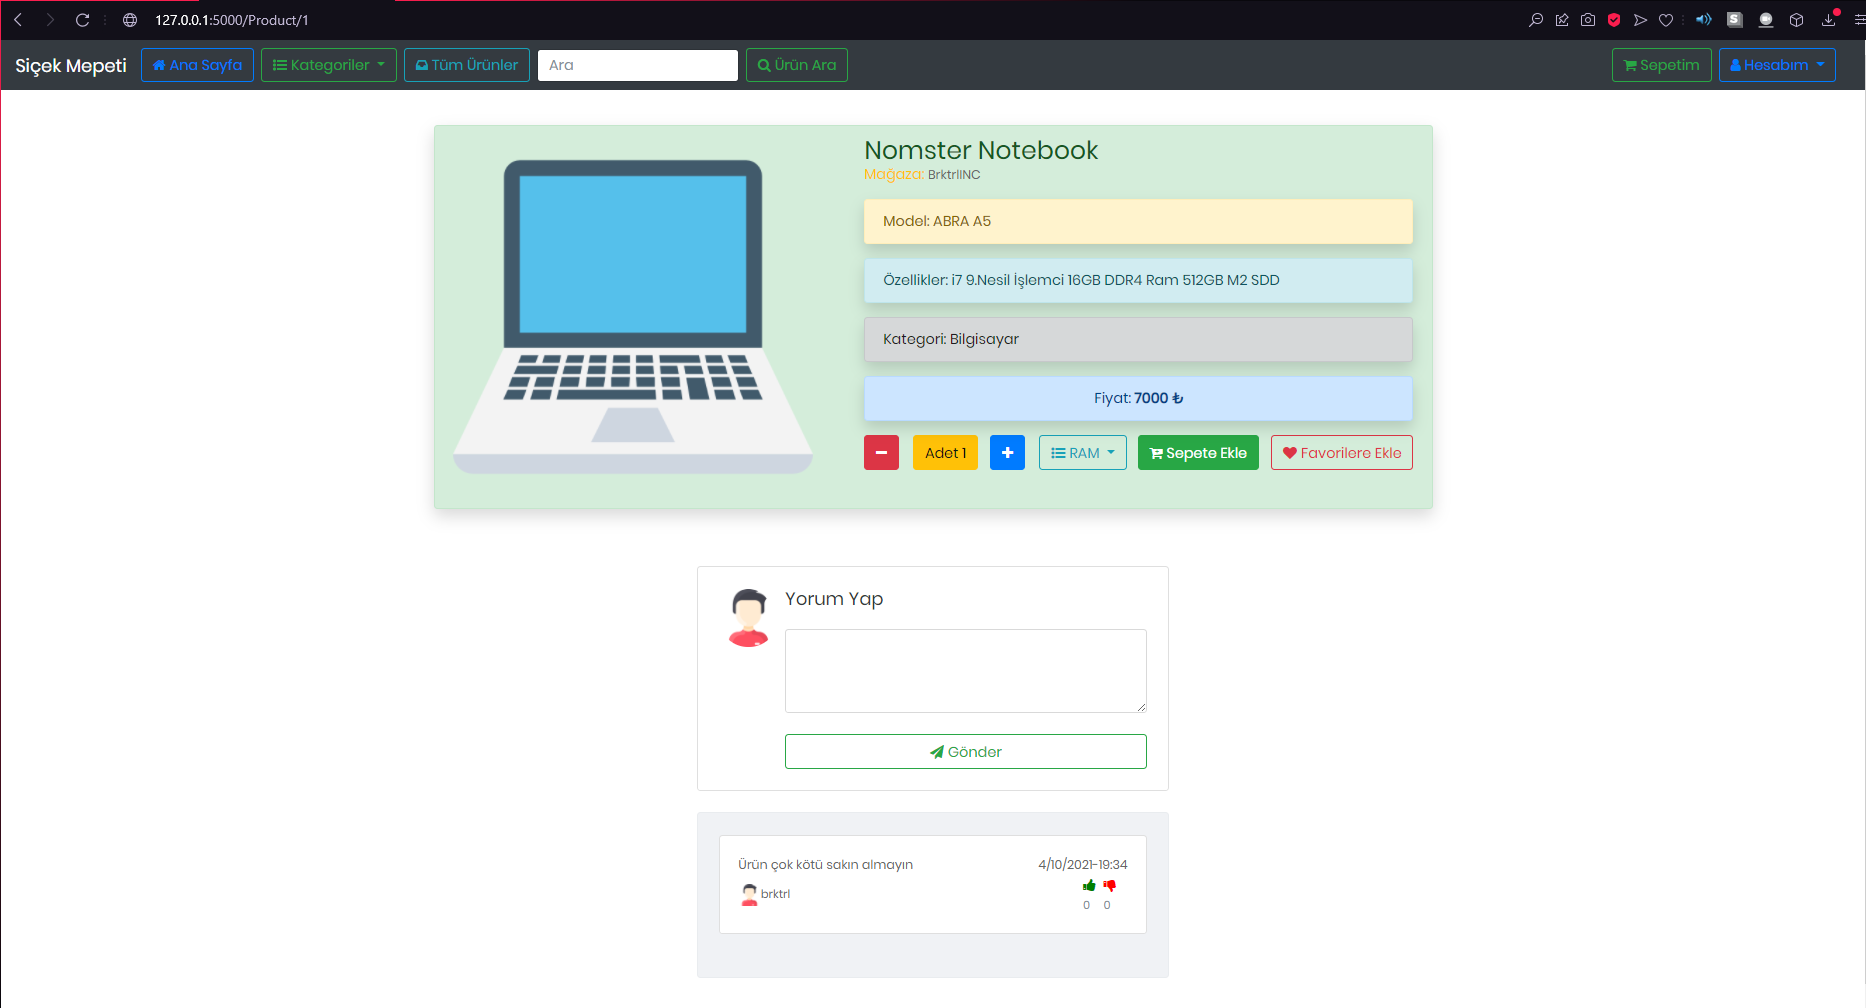 127.0.0.1:5000/Product/1
Siçek Mepeti Ana Sayfa Kategoriler Tüm Ürünler Ara Ürün Ara Sepetim Hesabım
Nomster Notebook
Mağaza: BrktrlINC
Model: ABRA A5
Özellikler: i7 9.Nesil İşlemci 16GB DDR4 Ram 512GB M2 SDD
Kategori: Bilgisayar
Fiyat: 7000 ₺
Adet 1 RAM Sepete Ekle Favorilere Ekle
Yorum Yap
Gönder
Ürün çok kötü sakın almayın 4/10/2021-19:34
brktrl
0 0